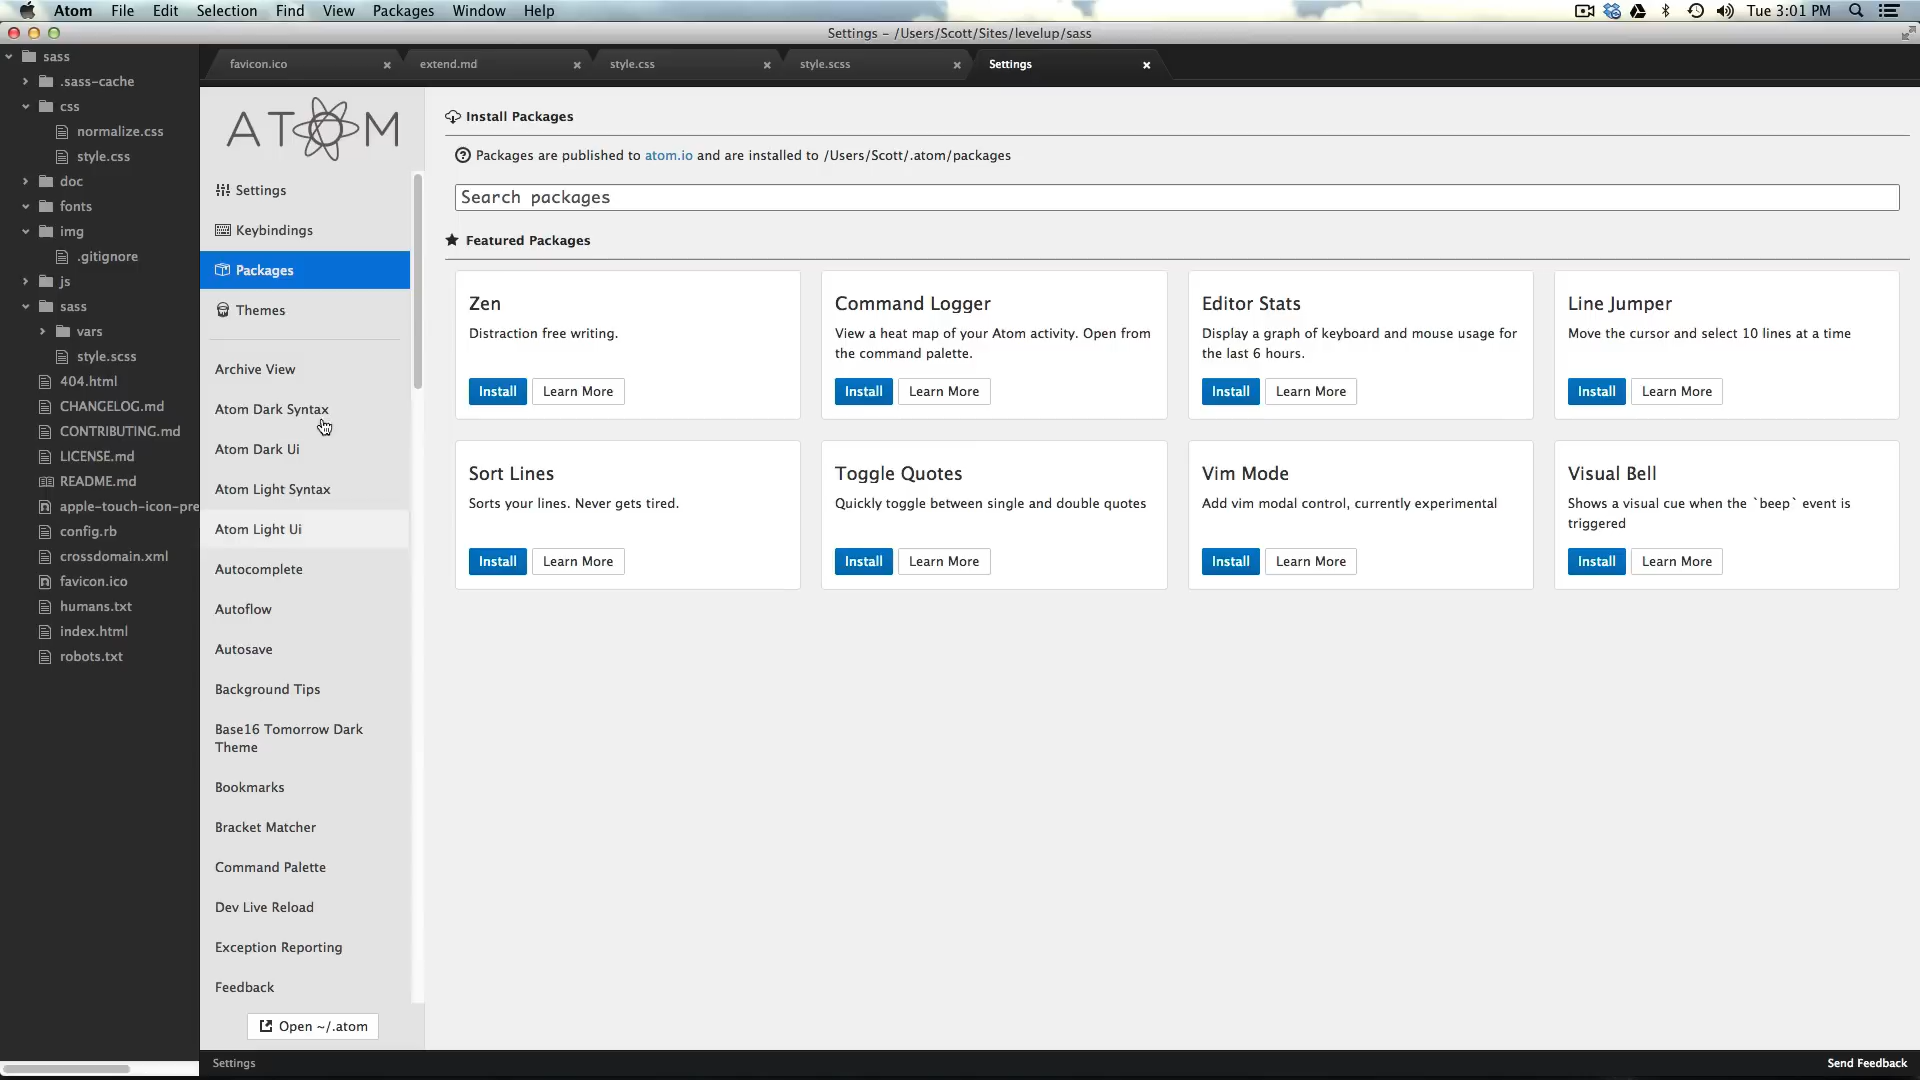 Atom File Edit Selection Find View Packages Window Help Tue 3:01 PM
Settings - /Users/Scott/Sites/levelup/sass
sass
.sass-cache
css
normalize.css
style.css
doc
fonts
img
.gitignore
js
sass
vars
style.scss
404.html
CHANGELOG.md
CONTRIBUTING.md
LICENSE.md
README.md
apple-touch-icon-pre
config.rb
crossdomain.xml
favicon.ico
humans.txt
index.html
robots.txt
favicon.ico extend.md style.css style.scss Settings
ATOM
Settings
Keybindings
Packages
Themes
Archive View
Atom Dark Syntax
Atom Dark Ui
Atom Light Syntax
Atom Light Ui
Autocomplete
Autoflow
Autosave
Background Tips
Base16 Tomorrow Dark
Theme
Bookmarks
Bracket Matcher
Command Palette
Dev Live Reload
Exception Reporting
Feedback
Open ~/.atom
Install Packages
Packages are published to atom.io and are installed to /Users/Scott/.atom/packages
Search packages
Featured Packages
Zen
Distraction free writing.
Install Learn More
Command Logger
View a heat map of your Atom activity. Open from
the command palette.
Install Learn More
Editor Stats
Display a graph of keyboard and mouse usage for
the last 6 hours.
Install Learn More
Line Jumper
Move the cursor and select 10 lines at a time
Install Learn More
Sort Lines
Sorts your lines. Never gets tired.
Install Learn More
Toggle Quotes
Quickly toggle between single and double quotes
Install Learn More
Vim Mode
Add vim modal control, currently experimental
Install Learn More
Visual Bell
Shows a visual cue when the `beep` event is
triggered
Install Learn More
Settings
Send Feedback